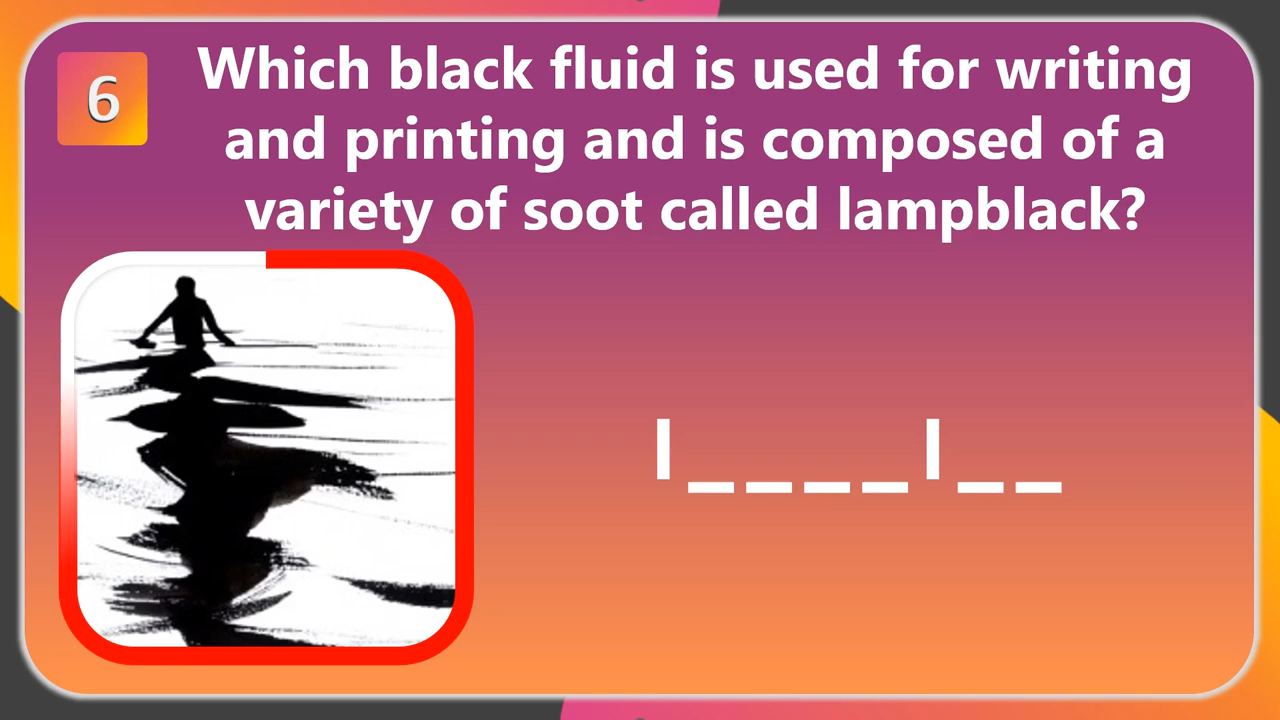 6
Which black fluid is used for writing
and printing and is composed of a
variety of soot called lampblack?
I____I__